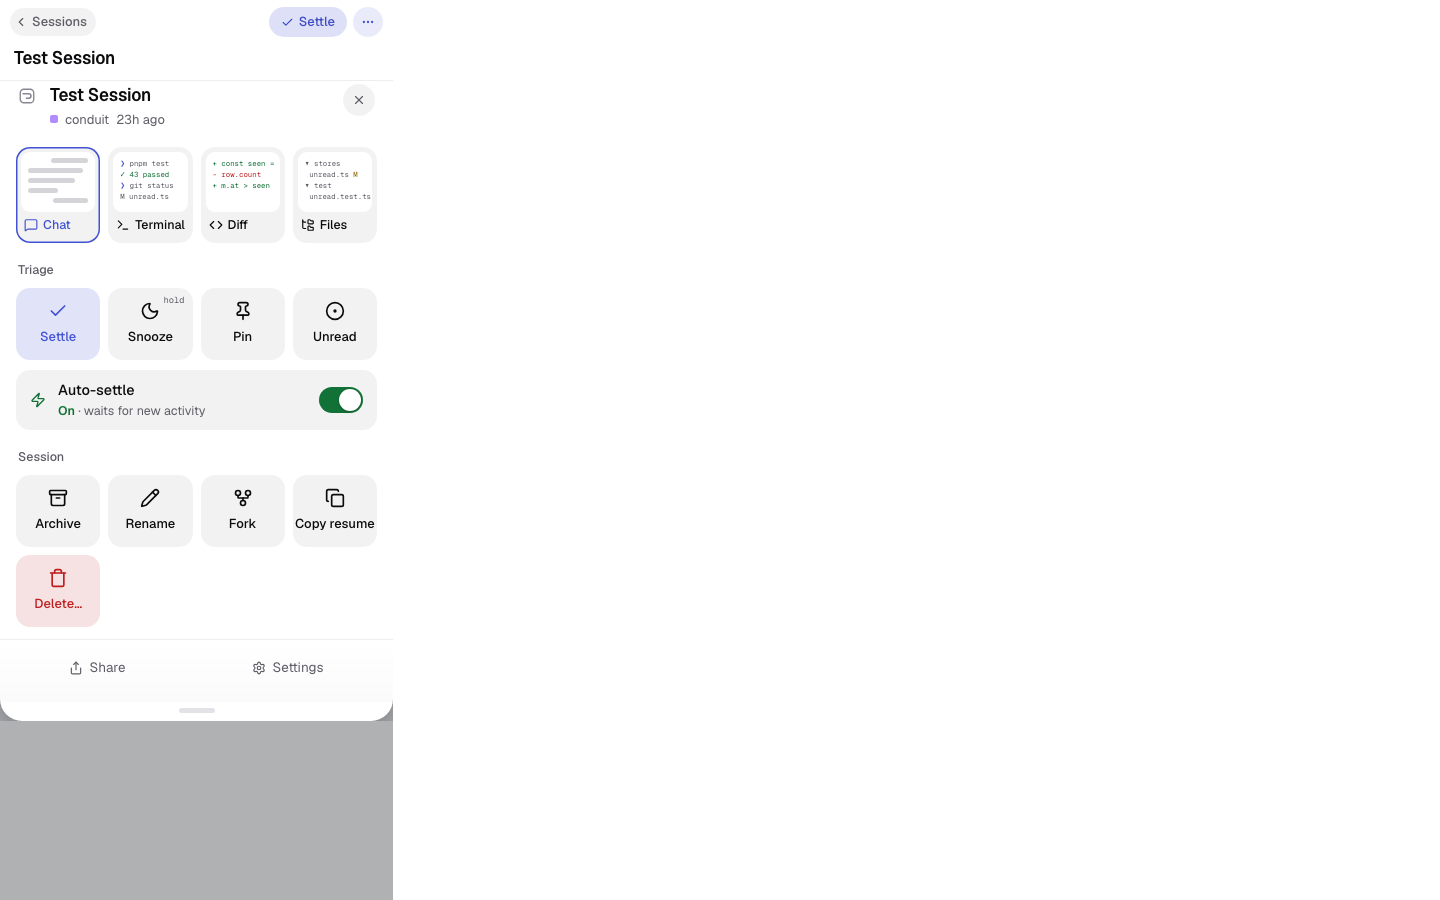 Sessions
Settle
Test Session
Test Session
conduit 23h ago
❯ pnpm test
✓ 43 passed
❯ git status
M unread.ts
+ const seen =
- row.count
+ m.at > seen
▾ stores
unread.ts M
▾ test
unread.test.ts
Chat
Terminal
Diff
Files
Triage
Settle
hold
Snooze
Pin
Unread
Auto-settle
On · waits for new activity
Session
Archive
Rename
Fork
Copy resume
Delete...
Share
Settings